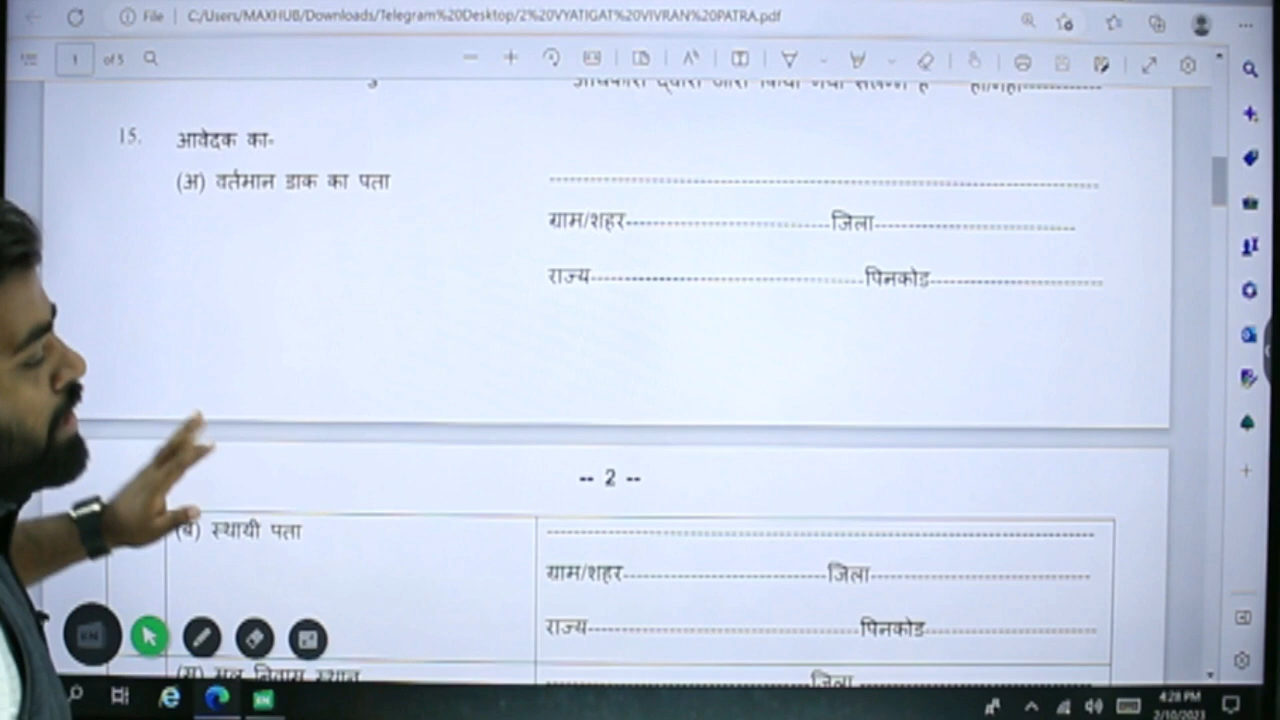 File C:/Users/MAXHUB/Downloads/Telegram%20Desktop/2%20VYATIGAT%20VIVRAN%20PATRA.pdf
1 of 5
15. आवेदक का-
(अ) वर्तमान डाक का पता
ग्राम/शहर जिला
राज्य पिनकोड
-- 2 --
(ब) स्थायी पता
ग्राम/शहर जिला
राज्य पिनकोड
जिला
4:28 PM
2/10/2023